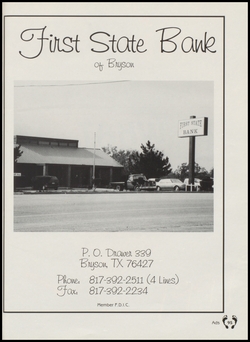 First State Bank
of Bryson
FIRST STATE
BANK
P. O. Drawer 339
Bryson, TX 76427
Phone 817-392-2511 (4 Lines)
Fax 817-392-2234
Member F.D.I.C.
Ads